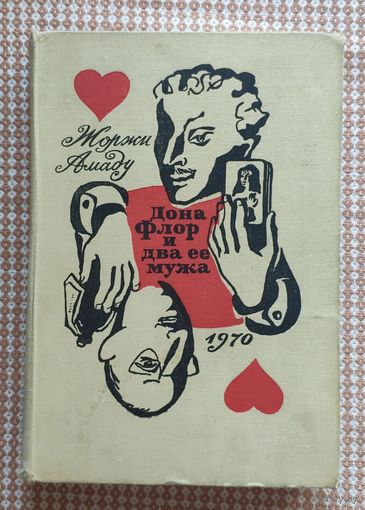 Жоржи
Амаду
Дона
Флор
и
два ее
мужа
1970